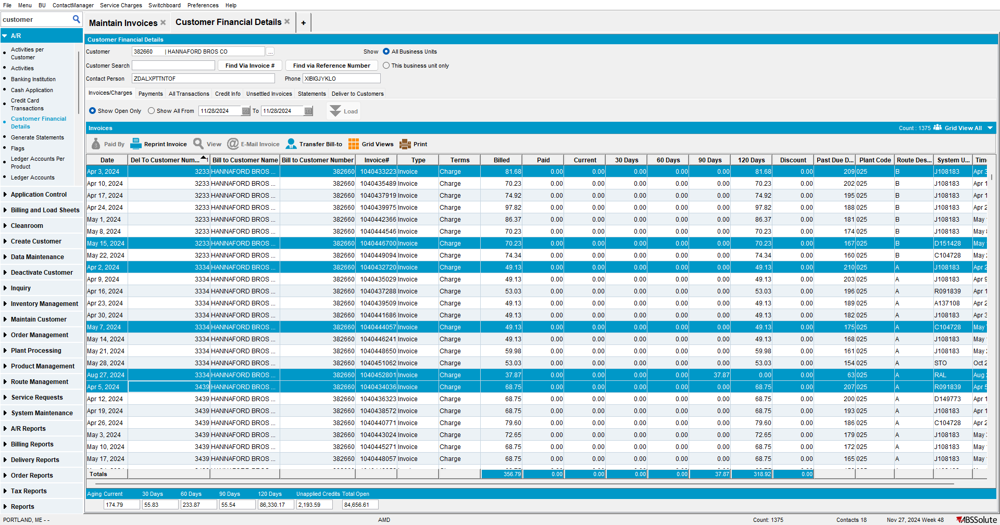 File Menu BU ContactManager Service Charges Switchboard Preferences Help
customer
Maintain Invoices Customer Financial Details +
A/R
Activities per
Customer
Activities
Banking Institution
Cash Application
Credit Card
Transactions
Customer Financial
Details
Generate Statements
Flags
Ledger Accounts Per
Product
Ledger Accounts
Application Control
Billing and Load Sheets
Cleanroom
Create Customer
Data Maintenance
Deactivate Customer
Inquiry
Inventory Management
Maintain Customer
Order Management
Plant Processing
Product Management
Route Management
Service Requests
System Maintenance
A/R Reports
Billing Reports
Delivery Reports
Order Reports
Tax Reports
Reports
Customer Financial Details
Customer 382660 | HANNAFORD BROS CO ... Show All Business Units
Customer Search Find Via Invoice # Find via Reference Number This business unit only
Contact Person ZDALXPTTNTOF Phone XIBIGJYKLO
Invoices/Charges Payments All Transactions Credit Info Unsettled Invoices Statements Deliver to Customers
Show Open Only Show All From 11/28/2024 16 To 11/28/2024 16 Load
Invoices Count : 1375 Grid View All
Paid By Reprint Invoice View E-Mail Invoice Transfer Bill-to Grid Views Print
Date Del To Customer Num... 1 Bill to Customer Name Bill to Customer Number Invoice# Type Terms Billed Paid Current 30 Days 60 Days 90 Days 120 Days Discount Past Due D... Plant Code Route Des... System U... Tim
Apr 3, 2024 3233 HANNAFORD BROS ... 382660 1040433223 Invoice Charge 81.68 0.00 0.00 0.00 0.00 0.00 81.68 0.00 209 025 B J108183 Apr 3
Apr 10, 2024 3233 HANNAFORD BROS ... 382660 1040435489 Invoice Charge 70.23 0.00 0.00 0.00 0.00 0.00 70.23 0.00 202 025 B J108183 Apr 1
Apr 17, 2024 3233 HANNAFORD BROS ... 382660 1040437919 Invoice Charge 74.92 0.00 0.00 0.00 0.00 0.00 74.92 0.00 195 025 B J108183 Apr 1
Apr 24, 2024 3233 HANNAFORD BROS ... 382660 1040439975 Invoice Charge 97.82 0.00 0.00 0.00 0.00 0.00 97.82 0.00 188 025 B J108183 Apr 2
May 1, 2024 3233 HANNAFORD BROS ... 382660 1040442366 Invoice Charge 86.37 0.00 0.00 0.00 0.00 0.00 86.37 0.00 181 025 B J108183 May
May 8, 2024 3233 HANNAFORD BROS ... 382660 1040444546 Invoice Charge 70.23 0.00 0.00 0.00 0.00 0.00 70.23 0.00 174 025 B J108183 May
May 15, 2024 3233 HANNAFORD BROS ... 382660 1040446700 Invoice Charge 70.23 0.00 0.00 0.00 0.00 0.00 70.23 0.00 167 025 B D151428 May
May 22, 2024 3233 HANNAFORD BROS ... 382660 1040449094 Invoice Charge 74.34 0.00 0.00 0.00 0.00 0.00 74.34 0.00 160 025 B C104728 May
Apr 2, 2024 3334 HANNAFORD BROS ... 382660 1040432720 Invoice Charge 49.13 0.00 0.00 0.00 0.00 0.00 49.13 0.00 210 025 A J108183 Apr 2
Apr 9, 2024 3334 HANNAFORD BROS ... 382660 1040435029 Invoice Charge 49.13 0.00 0.00 0.00 0.00 0.00 49.13 0.00 203 025 A J108183 Apr 9
Apr 16, 2024 3334 HANNAFORD BROS ... 382660 1040437288 Invoice Charge 53.03 0.00 0.00 0.00 0.00 0.00 53.03 0.00 196 025 A R091839 Apr 1
Apr 23, 2024 3334 HANNAFORD BROS ... 382660 1040439509 Invoice Charge 49.13 0.00 0.00 0.00 0.00 0.00 49.13 0.00 189 025 A A137108 Apr 2
Apr 30, 2024 3334 HANNAFORD BROS ... 382660 1040441686 Invoice Charge 49.13 0.00 0.00 0.00 0.00 0.00 49.13 0.00 182 025 A J108183 Apr 3
May 7, 2024 3334 HANNAFORD BROS ... 382660 1040444057 Invoice Charge 49.13 0.00 0.00 0.00 0.00 0.00 49.13 0.00 175 025 A C104728 May
May 14, 2024 3334 HANNAFORD BROS ... 382660 1040446241 Invoice Charge 49.13 0.00 0.00 0.00 0.00 0.00 49.13 0.00 168 025 A J108183 May
May 21, 2024 3334 HANNAFORD BROS ... 382660 1040448650 Invoice Charge 59.98 0.00 0.00 0.00 0.00 0.00 59.98 0.00 161 025 A J108183 May
May 28, 2024 3334 HANNAFORD BROS ... 382660 1040451062 Invoice Charge 53.03 0.00 0.00 0.00 0.00 0.00 53.03 0.00 154 025 A STO Oct 2
Aug 27, 2024 3334 HANNAFORD BROS ... 382660 1040452801 Invoice Charge 37.87 0.00 0.00 0.00 0.00 37.87 0.00 0.00 63 025 A RAL Aug
Apr 5, 2024 3439 HANNAFORD BROS ... 382660 1040434036 Invoice Charge 68.75 0.00 0.00 0.00 0.00 0.00 68.75 0.00 207 025 A R091839 Apr 5
Apr 12, 2024 3439 HANNAFORD BROS ... 382660 1040436323 Invoice Charge 68.75 0.00 0.00 0.00 0.00 0.00 68.75 0.00 200 025 A D149773 Apr 1
Apr 19, 2024 3439 HANNAFORD BROS ... 382660 1040438572 Invoice Charge 68.75 0.00 0.00 0.00 0.00 0.00 68.75 0.00 193 025 A J108183 Apr 1
Apr 26, 2024 3439 HANNAFORD BROS ... 382660 1040440771 Invoice Charge 79.60 0.00 0.00 0.00 0.00 0.00 79.60 0.00 186 025 A C104728 Apr 2
May 3, 2024 3439 HANNAFORD BROS ... 382660 1040443024 Invoice Charge 72.65 0.00 0.00 0.00 0.00 0.00 72.65 0.00 179 025 A J108183 May
May 10, 2024 3439 HANNAFORD BROS ... 382660 1040445271 Invoice Charge 68.75 0.00 0.00 0.00 0.00 0.00 68.75 0.00 172 025 A J108183 May
May 17, 2024 3439 HANNAFORD BROS ... 382660 1040448057 Invoice Charge 68.75 0.00 0.00 0.00 0.00 0.00 68.75 0.00 165 025 A J108183 May
Totals 356.79 0.00 0.00 0.00 0.00 37.87 318.92 0.00
Aging Current 30 Days 60 Days 90 Days 120 Days Unapplied Credits Total Open
174.79 55.83 233.87 55.54 86,330.17 2,193.59 84,656.61
PORTLAND, ME - - AMD Count: 1375 Contacts 18 Nov 27, 2024 Week 48 ABSSolute